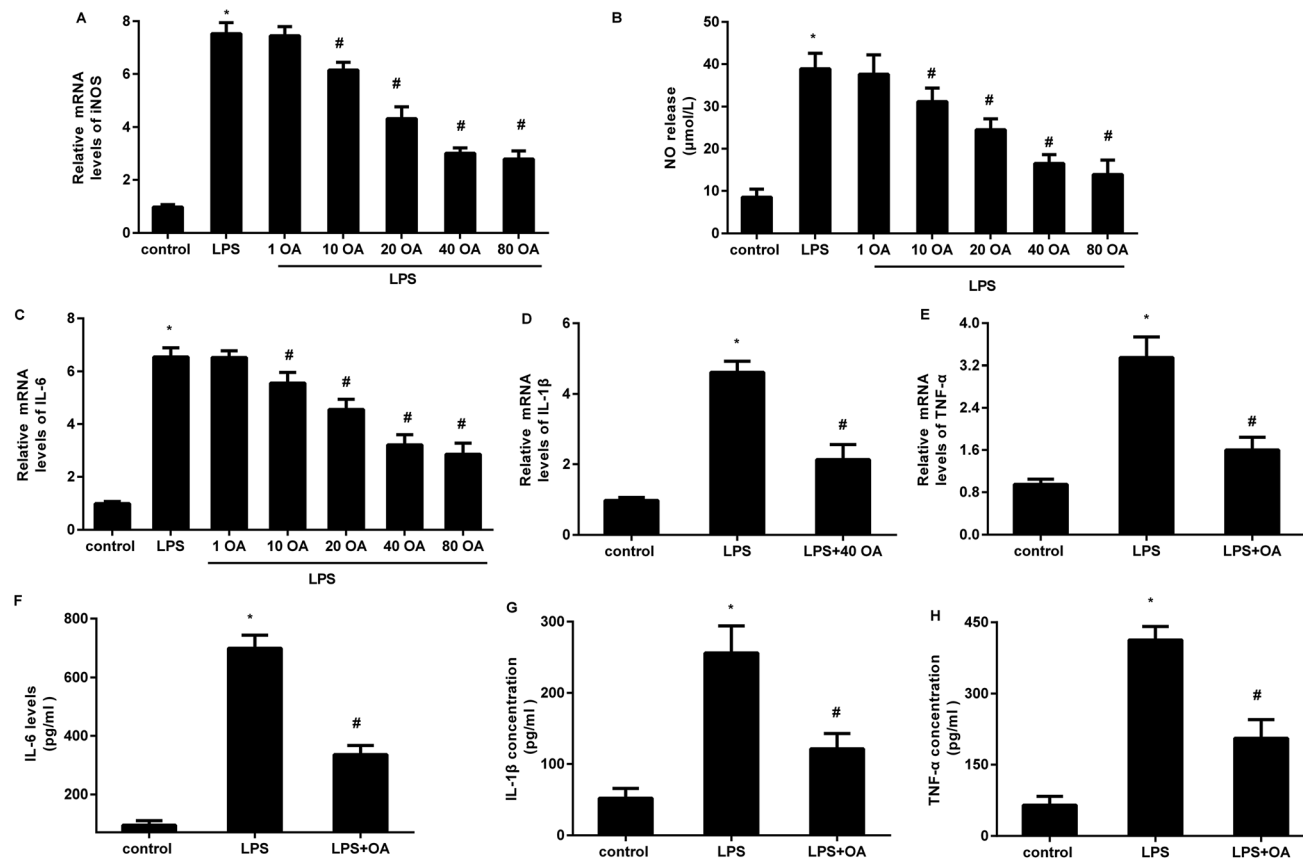 A
Relative mRNA
levels of iNOS
8
6
4
2
0
*
#
#
#
#
control LPS 1 OA 10 OA 20 OA 40 OA 80 OA
LPS
B
NO release
(μmol/L)
50
40
30
20
10
0
*
#
#
#
#
control LPS 1 OA 10 OA 20 OA 40 OA 80 OA
LPS
C
Relative mRNA
levels of IL-6
8
6
4
2
0
*
#
#
#
#
control LPS 1 OA 10 OA 20 OA 40 OA 80 OA
LPS
D
Relative mRNA
levels of IL-1β
6
4
2
0
*
#
control LPS LPS+40 OA
E
Relative mRNA
levels of TNF-α
4.0
3.2
2.4
1.6
0.8
0.0
*
#
control LPS LPS+OA
F
IL-6 levels
(pg/ml )
800
600
400
200
*
#
control LPS LPS+OA
G
IL-1β concentration
(pg/ml )
300
200
100
0
*
#
control LPS LPS+OA
H
TNF-α concentration
(pg/ml )
450
300
150
0
*
#
control LPS LPS+OA